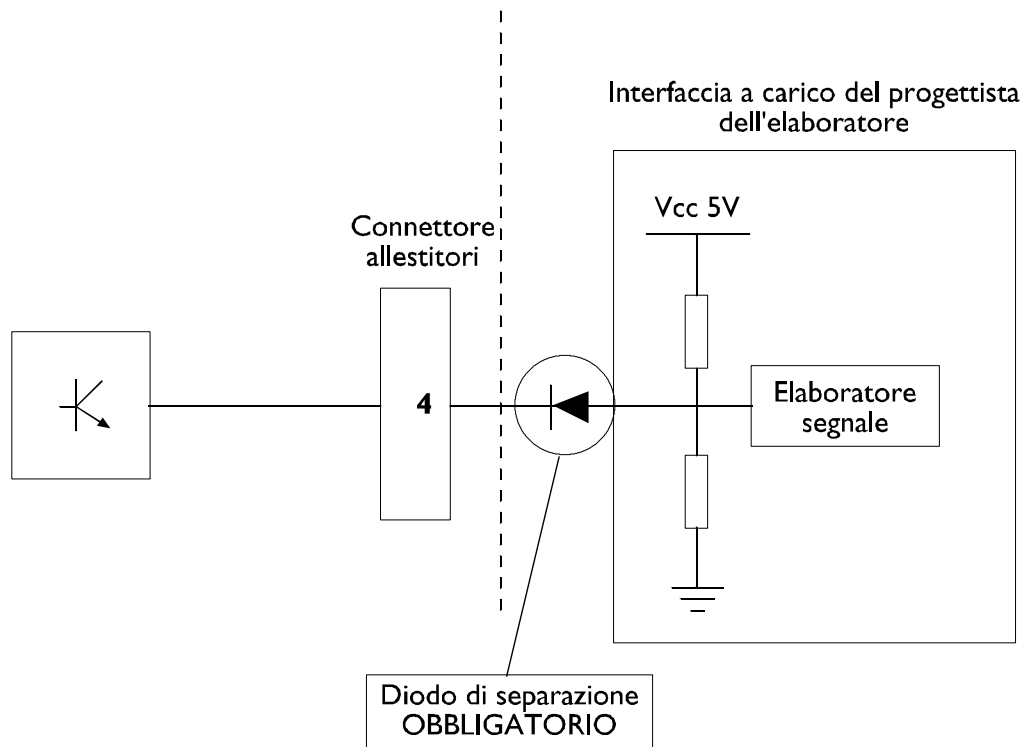 Interfaccia a carico del progettista
dell'elaboratore
Vcc 5V
Connettore
allestitori
4
Elaboratore
segnale
Diodo di separazione
OBBLIGATORIO